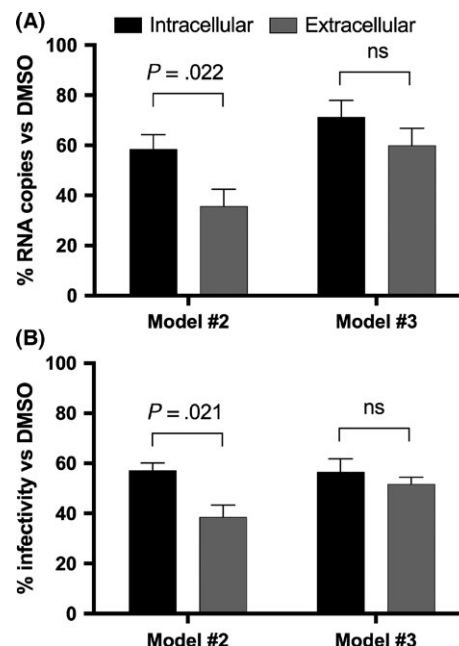 (A)
Intracellular Extracellular
% RNA copies vs DMSO
100
80
60
40
20
0
P = .022
ns
Model #2 Model #3
(B)
% infectivity vs DMSO
100
80
60
40
20
0
P = .021
ns
Model #2 Model #3